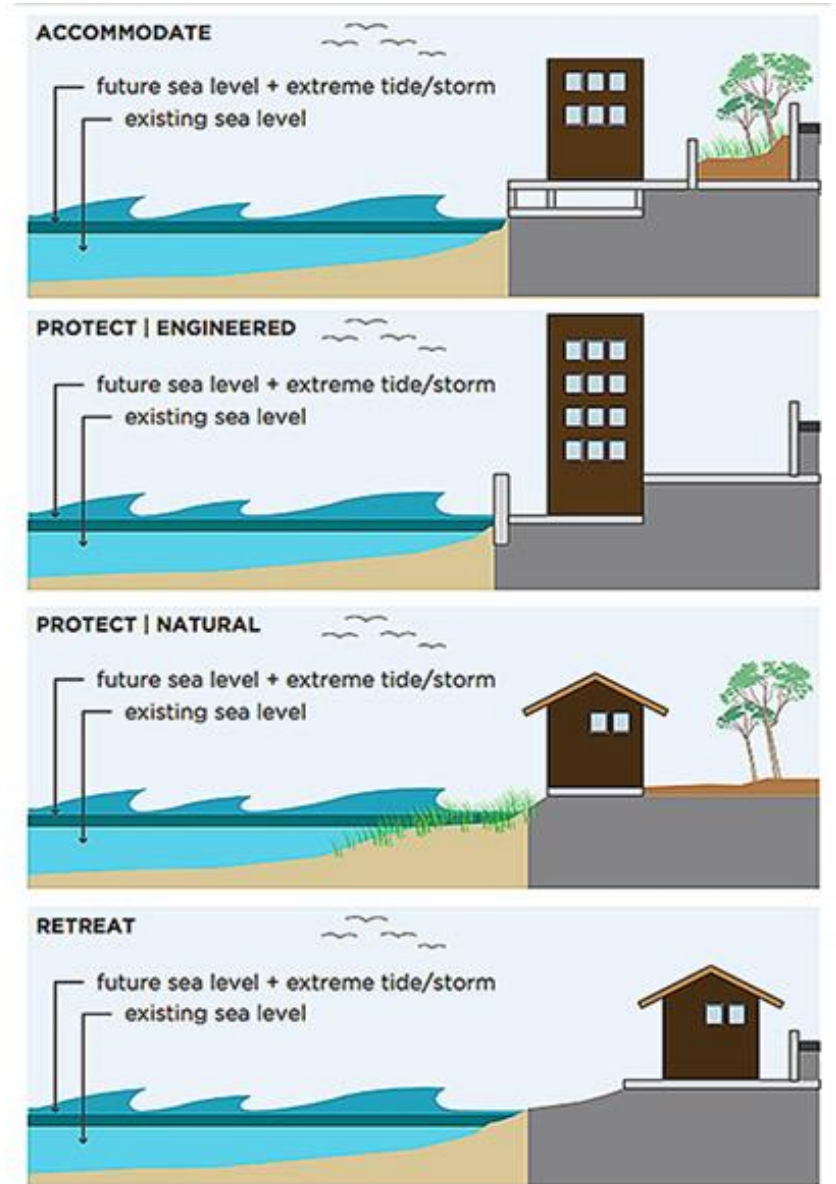 ACCOMMODATE
future sea level + extreme tide/storm
existing sea level
PROTECT | ENGINEERED
future sea level + extreme tide/storm
existing sea level
PROTECT | NATURAL
future sea level + extreme tide/storm
existing sea level
RETREAT
future sea level + extreme tide/storm
existing sea level